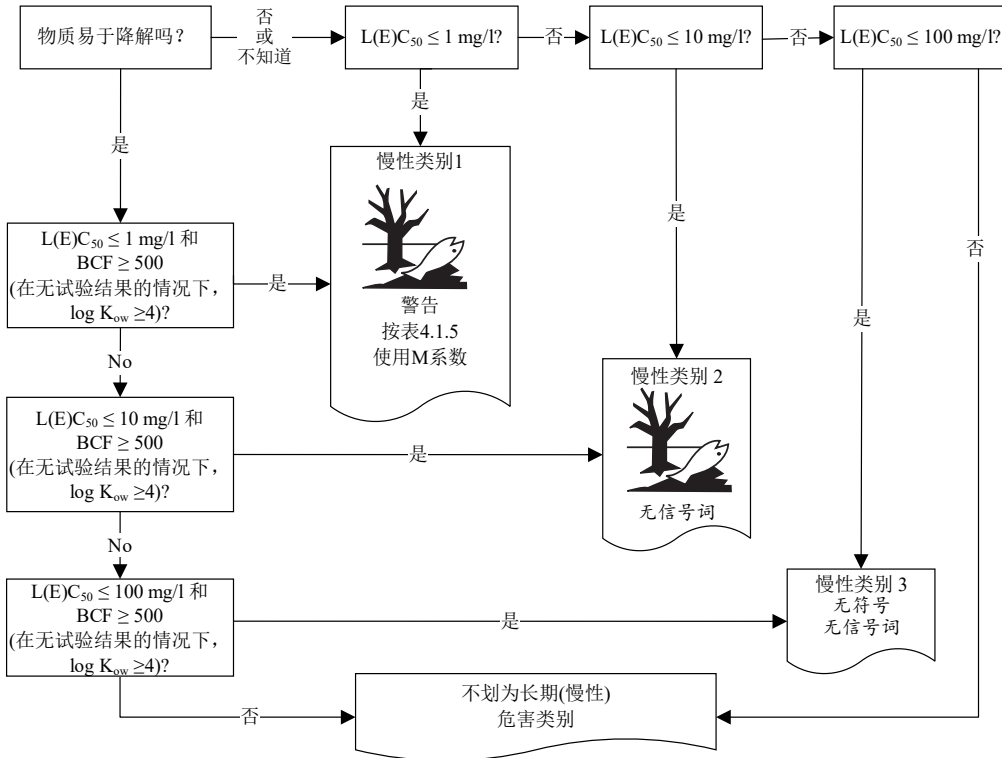 物质易于降解吗？
否
或
不知道
L(E)C₅₀ ≤ 1 mg/l?
否
L(E)C₅₀ ≤ 10 mg/l?
否
L(E)C₅₀ ≤ 100 mg/l?
是
是
是
是
否
慢性类别1
警告
按表4.1.5
使用M系数
L(E)C₅₀ ≤ 1 mg/l 和
BCF ≥ 500
(在无试验结果的情况下，
log Kₒw ≥4)?
是
No
慢性类别 2
无信号词
L(E)C₅₀ ≤ 10 mg/l 和
BCF ≥ 500
(在无试验结果的情况下，
log Kₒw ≥4)?
是
No
慢性类别 3
无符号
无信号词
L(E)C₅₀ ≤ 100 mg/l 和
BCF ≥ 500
(在无试验结果的情况下，
log Kₒw ≥4)?
是
否
不划为长期(慢性)
危害类别